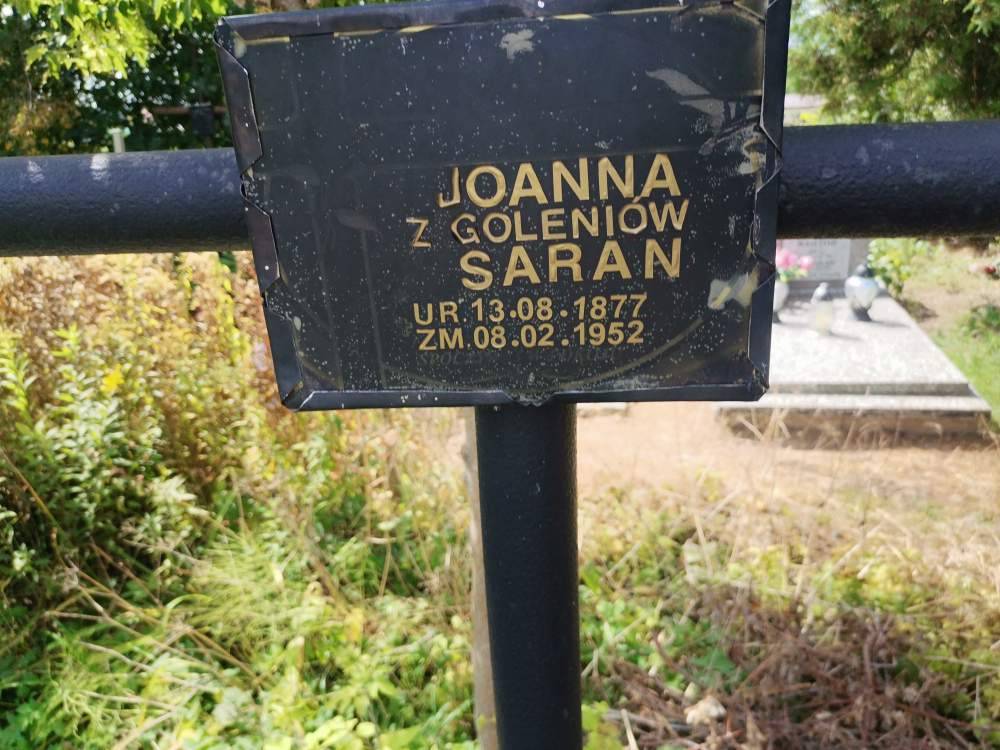 JOANNA
Z GOLENIÓW
SARAN
UR 13.08.1877
ZM.08.02.1952